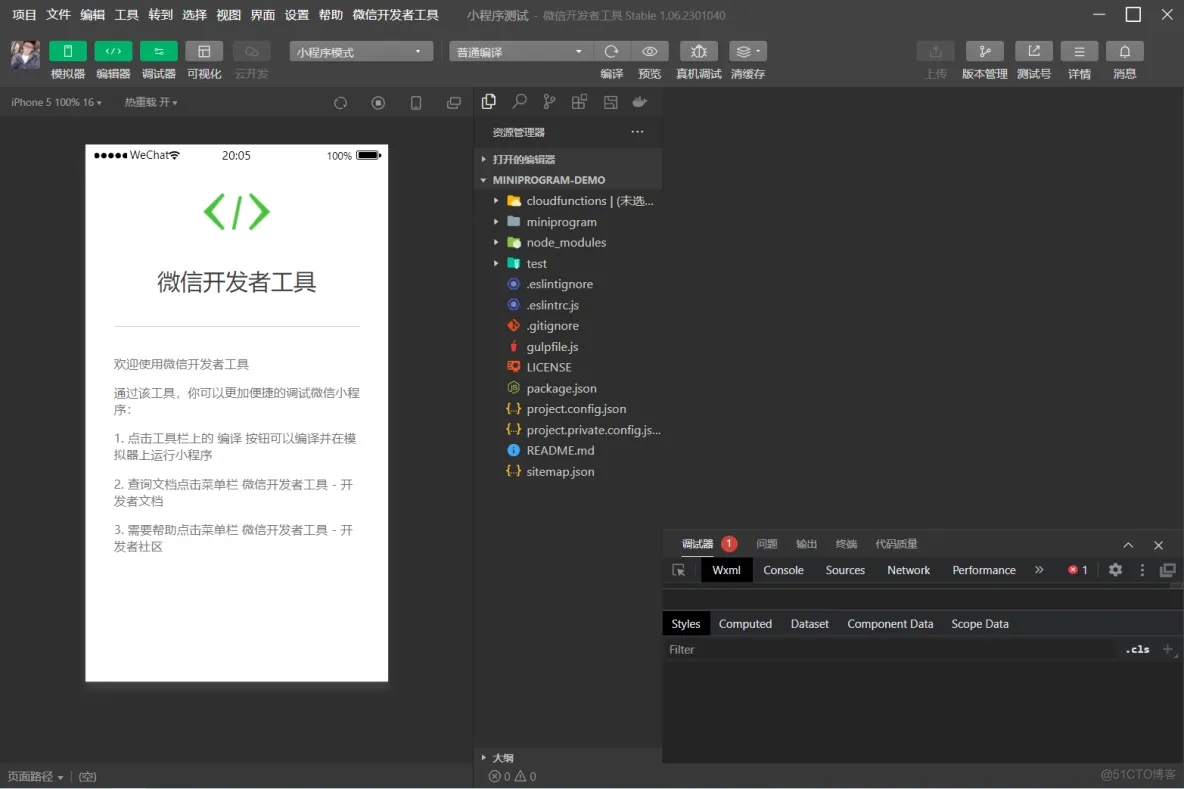 项目 文件 编辑 工具 转到 选择 视图 界面 设置 帮助 微信开发者工具 小程序测试 - 微信开发者工具 Stable 1.06.2301040
小程序模式 普通编译
模拟器 编辑器 调试器 可视化 云开发 编译 预览 真机调试 清缓存 上传 版本管理 测试号 详情 消息
iPhone 5 100% 16 热重载 开
WeChat 20:05 100%
</>
微信开发者工具
欢迎使用微信开发者工具
通过该工具，你可以更加便捷的调试微信小程
序：
1. 点击工具栏上的 编译 按钮可以编译并在模
拟器上运行小程序
2. 查询文档点击菜单栏 微信开发者工具 - 开
发者文档
3. 需要帮助点击菜单栏 微信开发者工具 - 开
发者社区
页面路径 | (空)
资源管理器 ···
打开的编辑器
MINIPROGRAM-DEMO
cloudfunctions | (未选...
miniprogram
node_modules
test
.eslintignore
.eslintrc.js
.gitignore
gulpfile.js
LICENSE
package.json
project.config.json
project.private.config.js...
README.md
sitemap.json
大纲
0 0
调试器 1 问题 输出 终端 代码质量
Wxml Console Sources Network Performance » 1
Styles Computed Dataset Component Data Scope Data
Filter .cls +
@51CTO博客